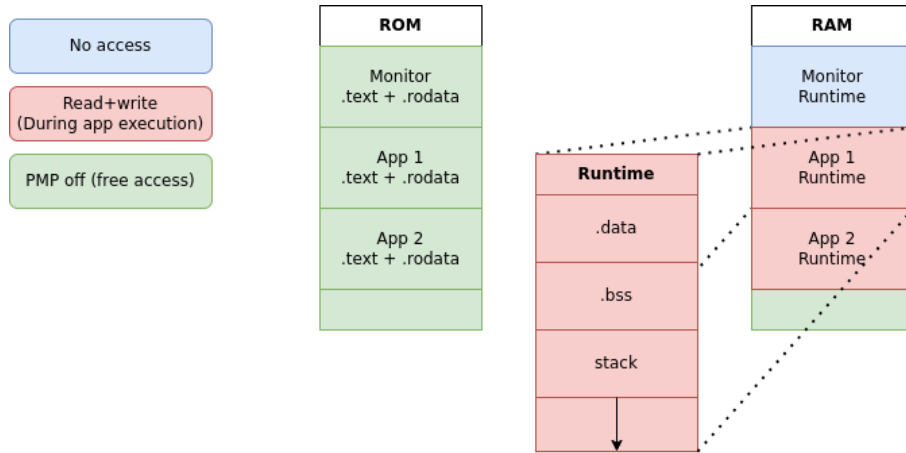 No access
Read+write
(During app execution)
PMP off (free access)
ROM
Monitor
.text + .rodata
App 1
.text + .rodata
App 2
.text + .rodata
Runtime
.data
.bss
stack
RAM
Monitor
Runtime
App 1
Runtime
App 2
Runtime